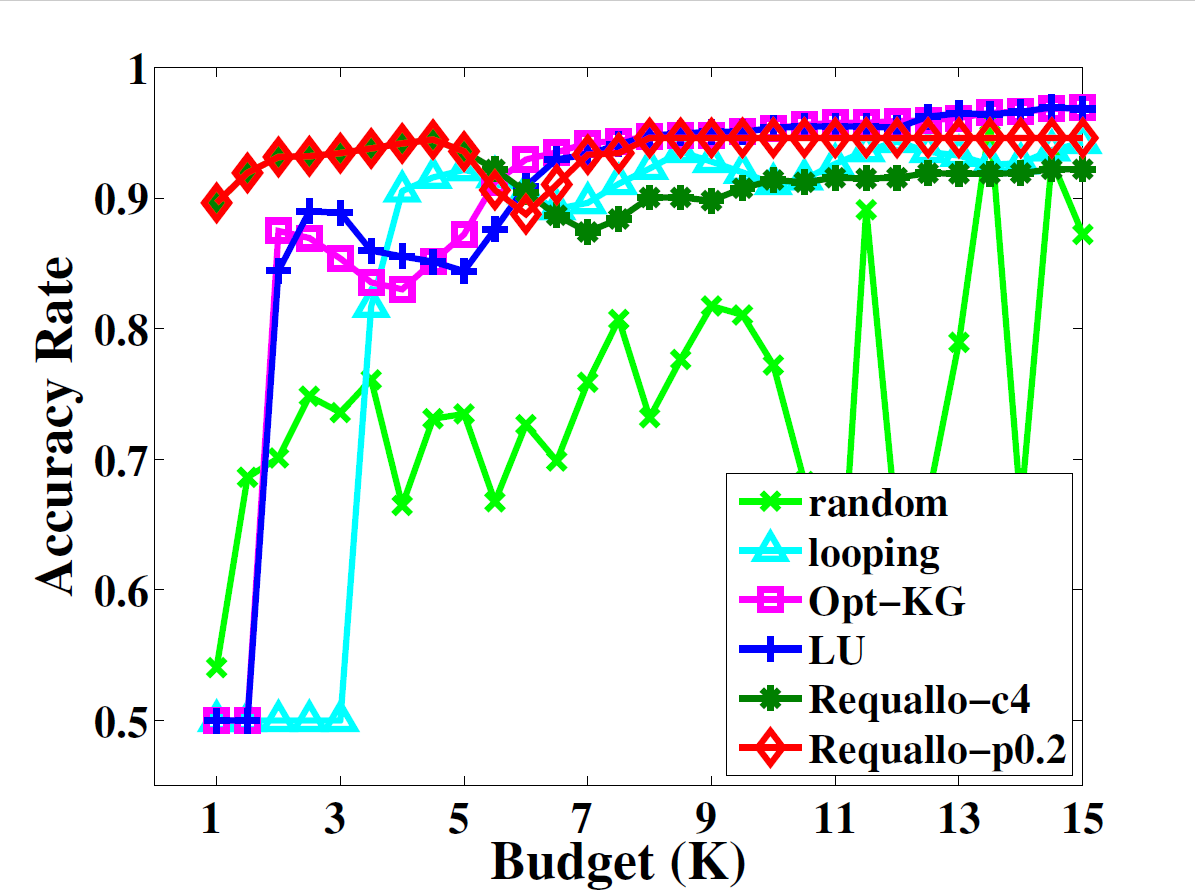 1
0.9
0.8
0.7
0.6
0.5
Accuracy Rate
random
looping
Opt−KG
LU
Requallo−c4
Requallo−p0.2
1 3 5 7 9 11 13 15
Budget (K)